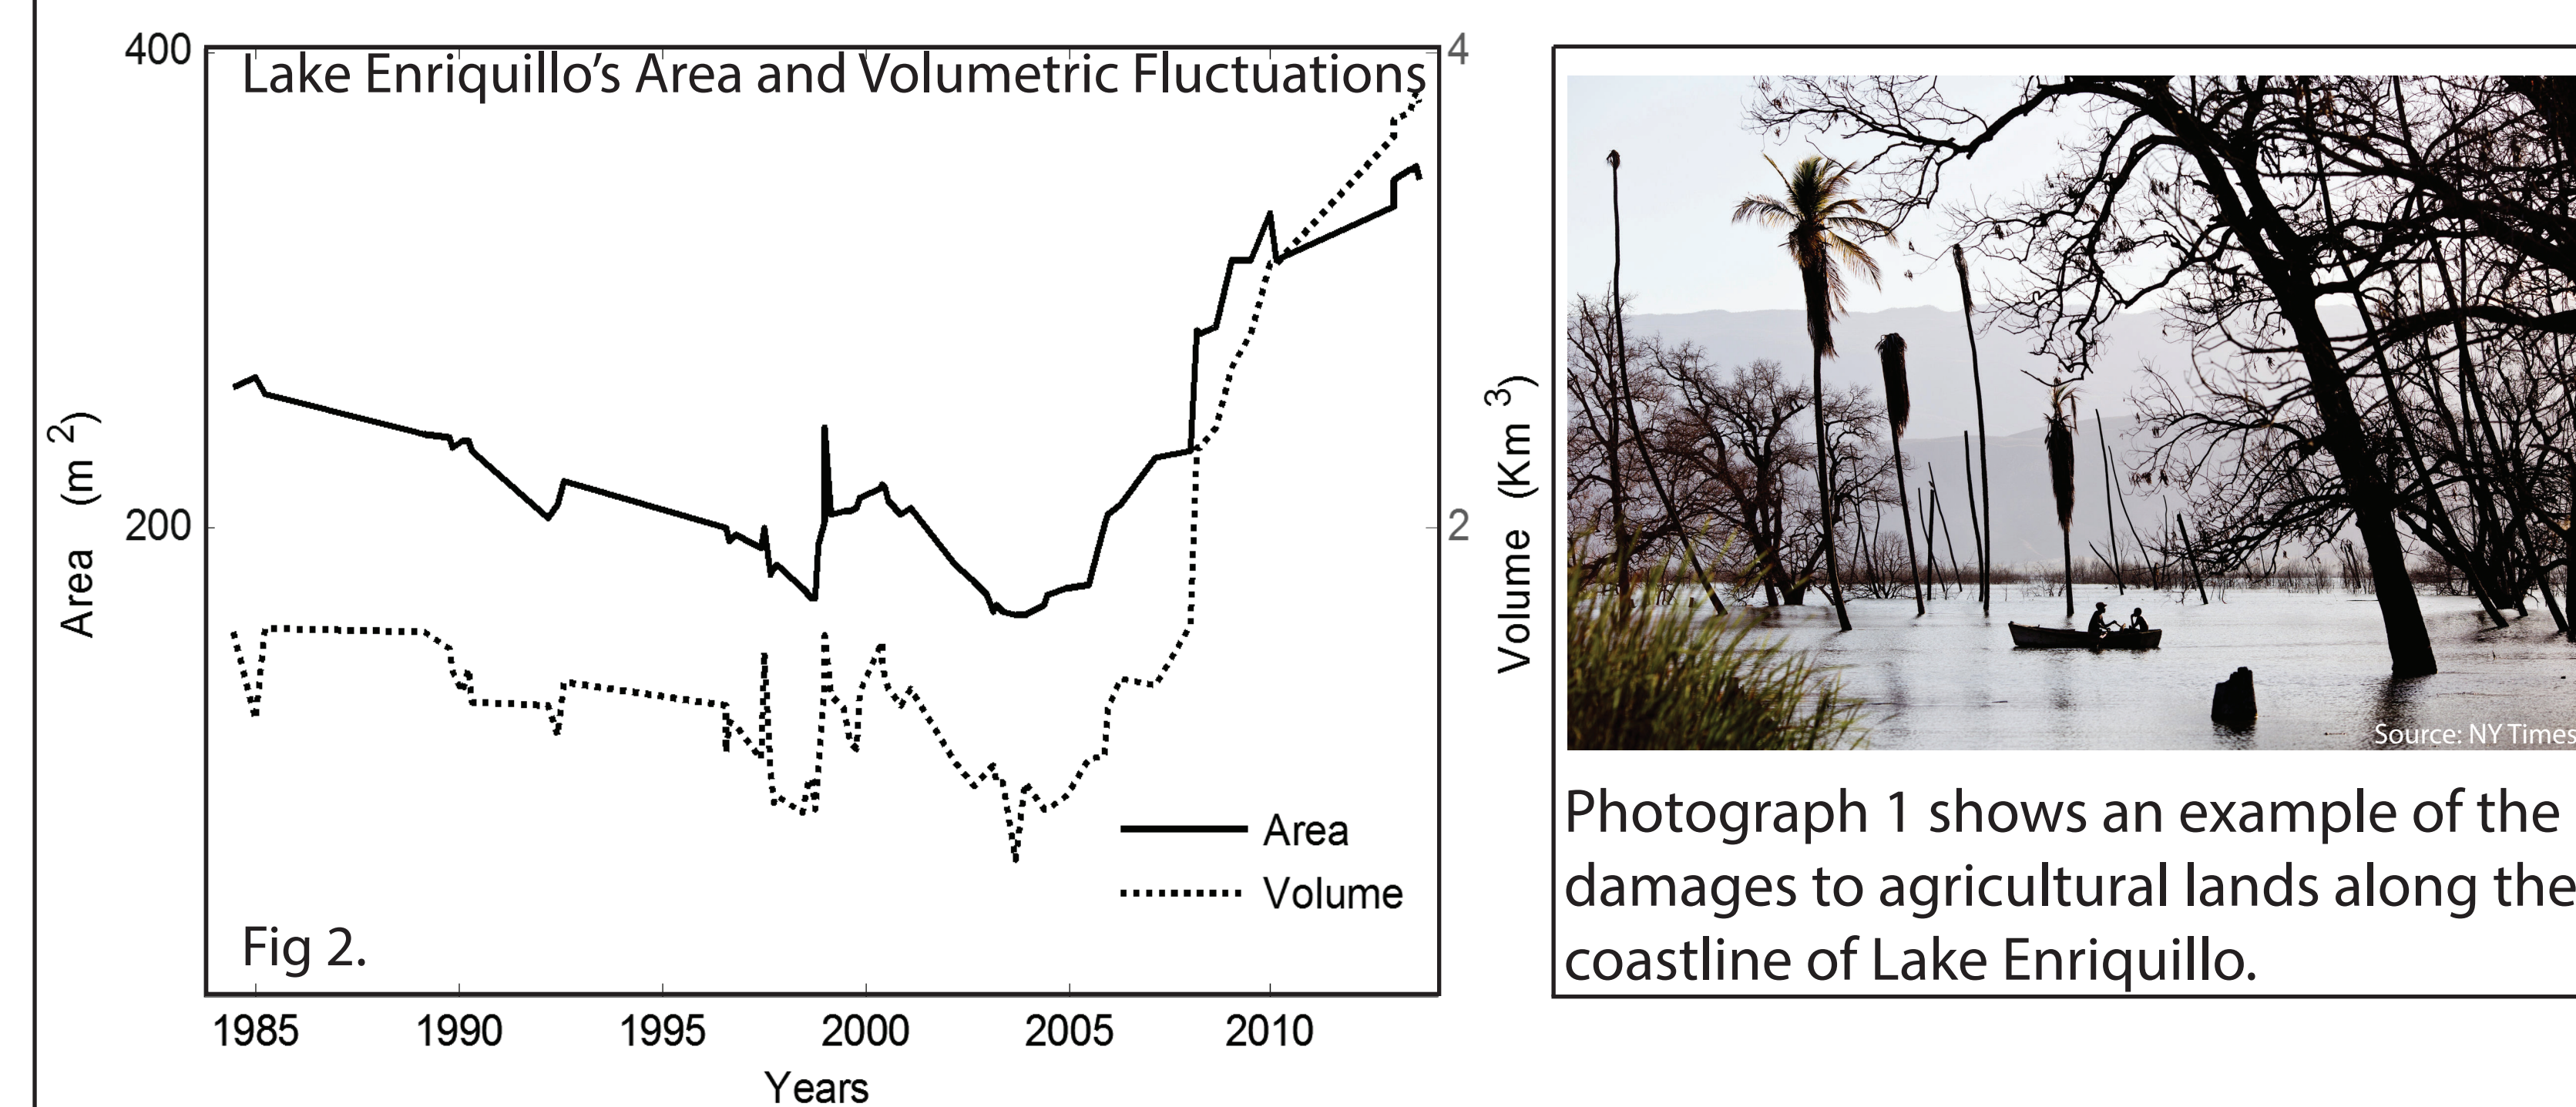 Lake Enriquillo’s Area and Volumetric Fluctuations
400
200
Area (m 2)
4
2
Volume (Km 3)
Area
Volume
Fig 2.
1985 1990 1995 2000 2005 2010
Years
Source: NY Times
Photograph 1 shows an example of the
damages to agricultural lands along the
coastline of Lake Enriquillo.